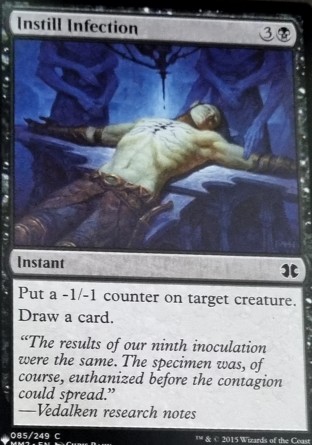 Instill Infection 3
Instant
Put a -1/-1 counter on target creature.
Draw a card.
"The results of our ninth inoculation
were the same. The specimen was, of
course, euthanized before the contagion
could spread."
—Vedalken research notes
085/249 C
™ & © 2015 Wizards of the Coast
MM2